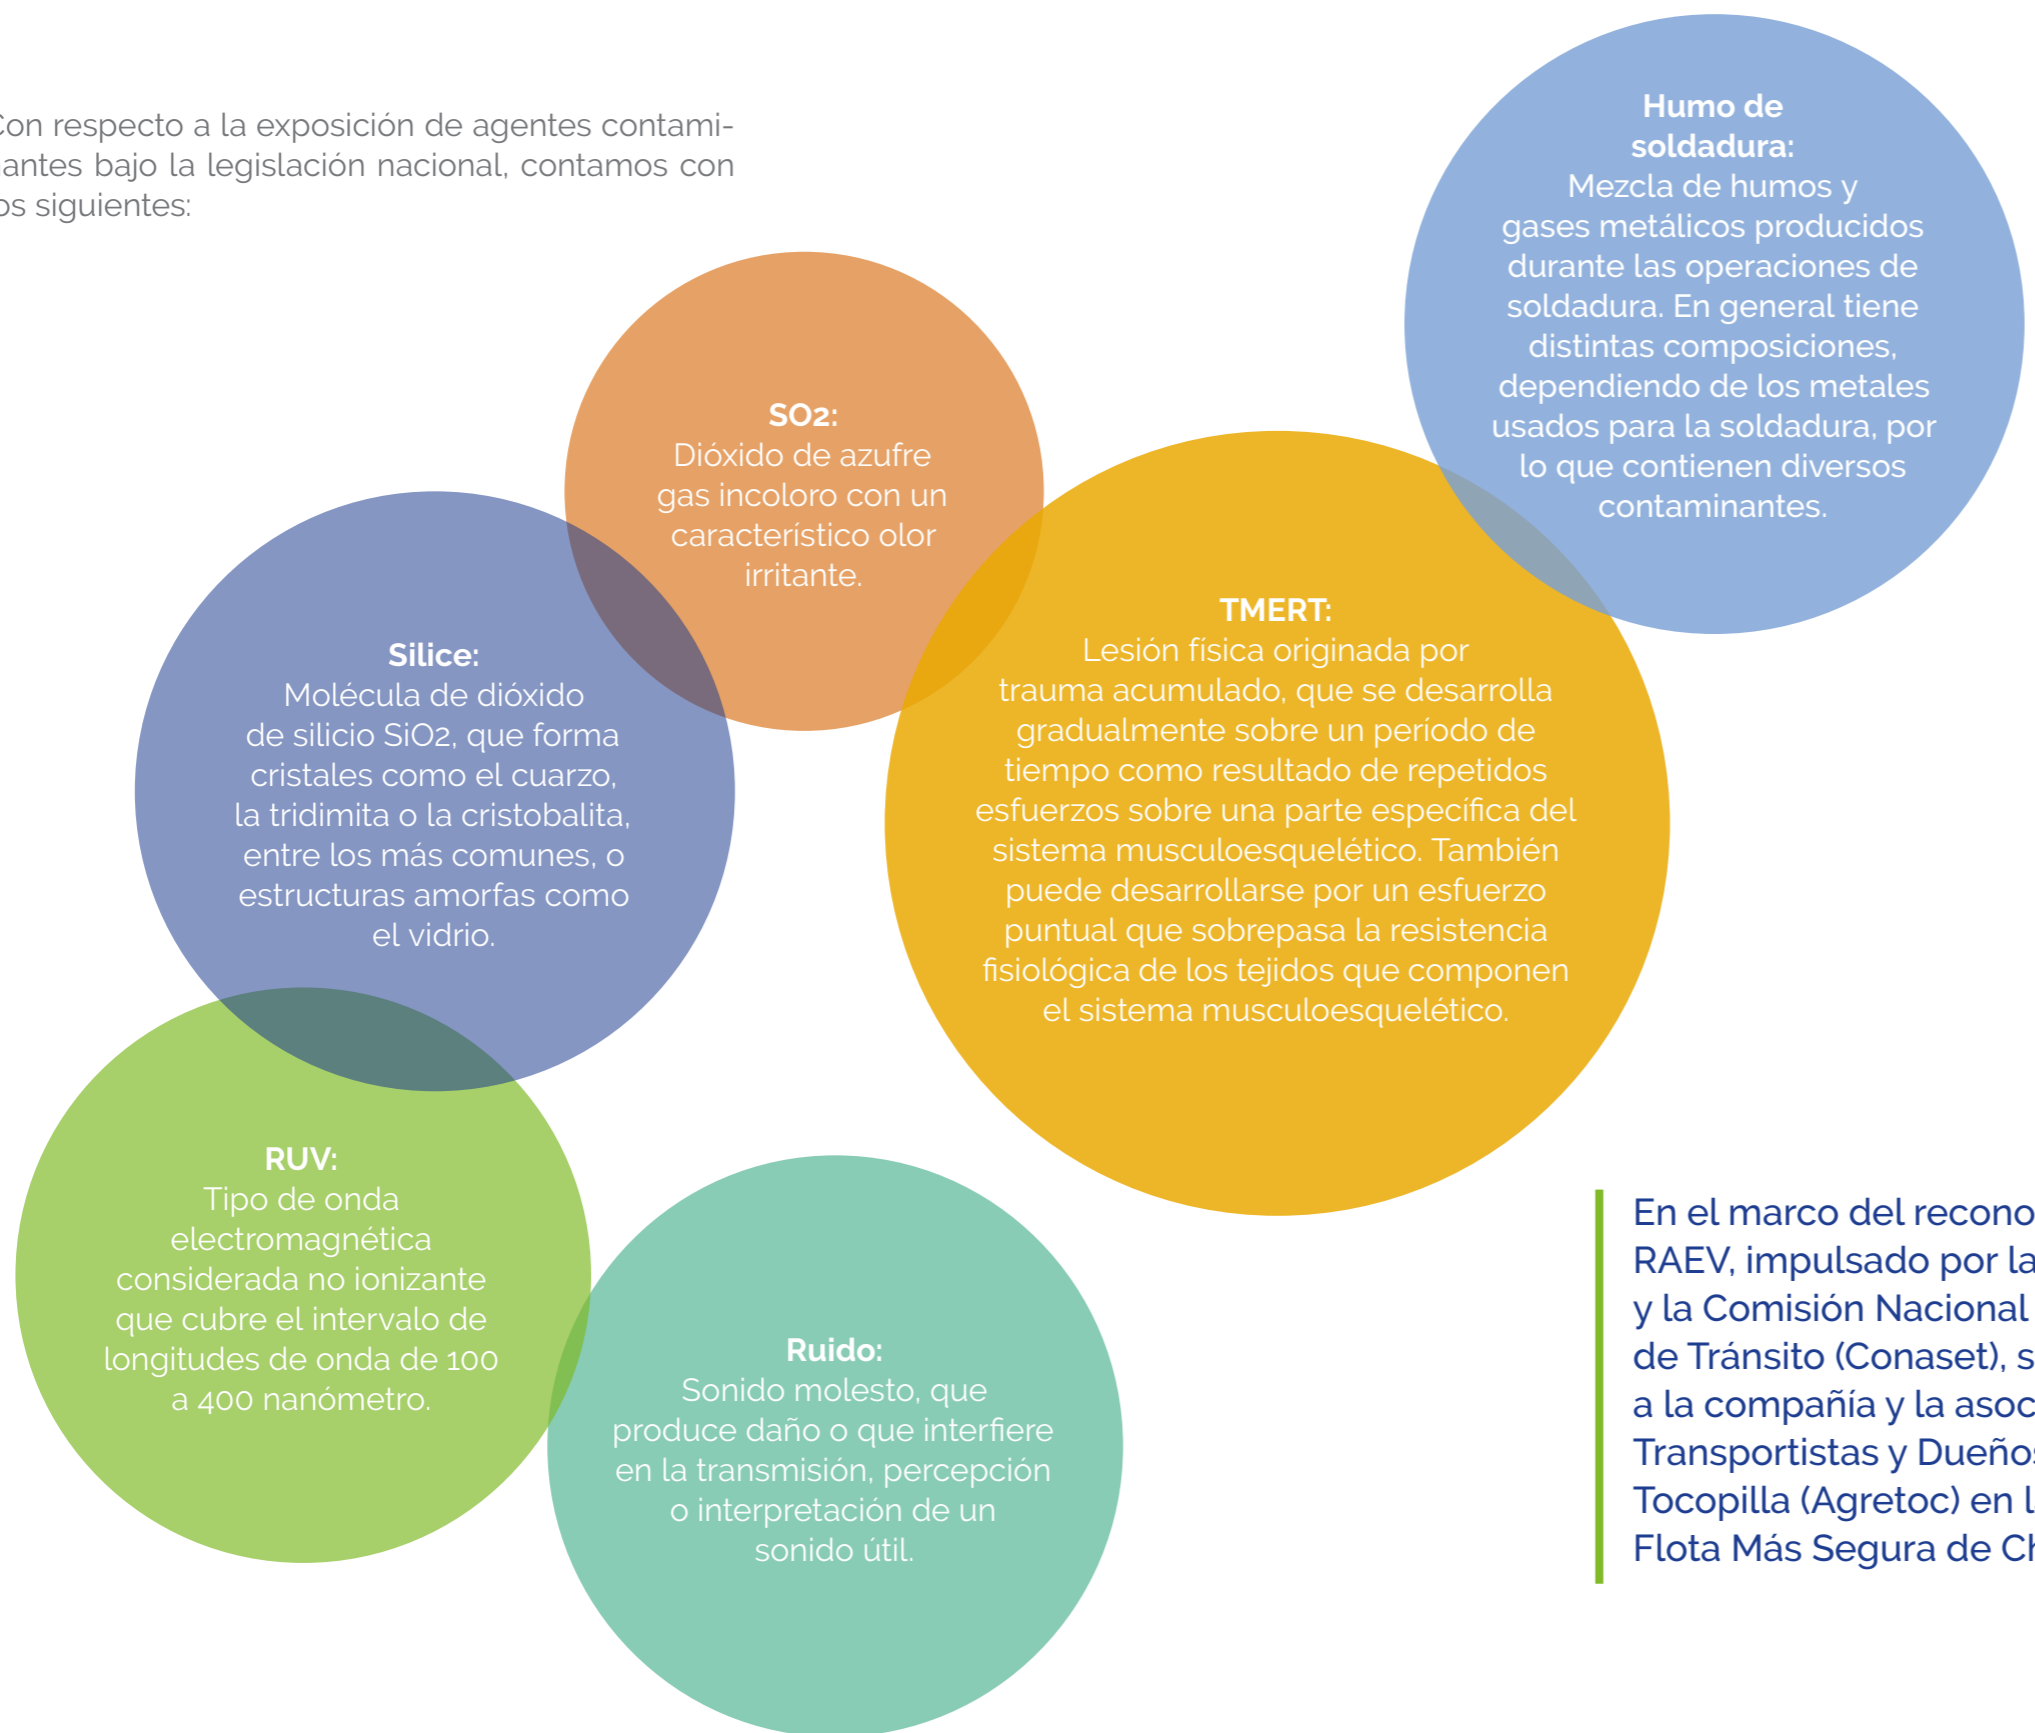 Con respecto a la exposición de agentes contami-
nantes bajo la legislación nacional, contamos con
los siguientes:
Humo de
soldadura:
Mezcla de humos y
gases metálicos producidos
durante las operaciones de
soldadura. En general tiene
distintas composiciones,
dependiendo de los metales
usados para la soldadura, por
lo que contienen diversos
contaminantes.
SO2:
Dióxido de azufre
gas incoloro con un
característico olor
irritante.
TMERT:
Lesión física originada por
trauma acumulado, que se desarrolla
gradualmente sobre un período de
tiempo como resultado de repetidos
esfuerzos sobre una parte específica del
sistema musculoesquelético. También
puede desarrollarse por un esfuerzo
puntual que sobrepasa la resistencia
fisiológica de los tejidos que componen
el sistema musculoesquelético.
Silice:
Molécula de dióxido
de silicio SiO2, que forma
cristales como el cuarzo,
la tridimita o la cristobalita,
entre los más comunes, o
estructuras amorfas como
el vidrio.
RUV:
Tipo de onda
electromagnética
considerada no ionizante
que cubre el intervalo de
longitudes de onda de 100
a 400 nanómetro.
Ruido:
Sonido molesto, que
produce daño o que interfiere
en la transmisión, percepción
o interpretación de un
sonido útil.
En el marco del
RAEV, impulsado por la
y la Comisión Nacional
de Tránsito (Conaset),
a la compañía y la
Transportistas y Dueños
Tocopilla (Agretoc) en
Flota Más Segura de